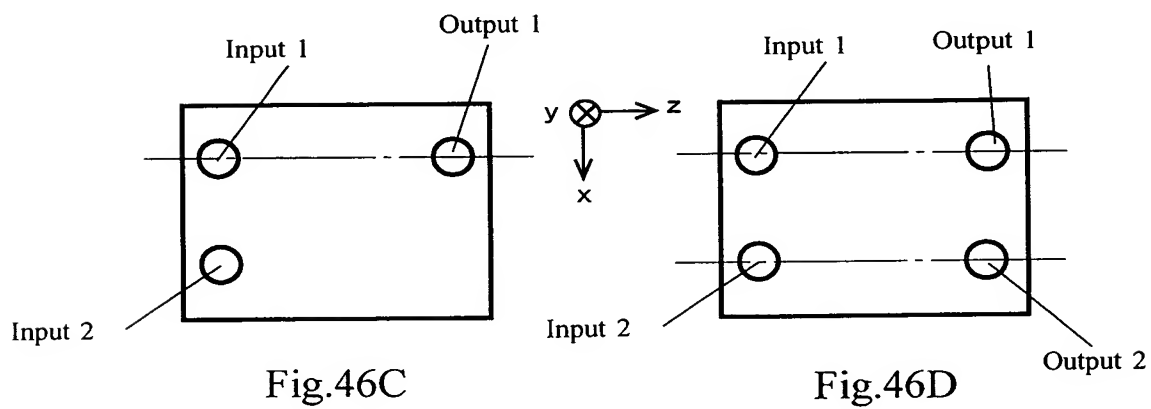 Output 1
Input 1
Input 1
Output 1
y
z
x
Input 2
Input 2
Output 2
Fig.46C
Fig.46D